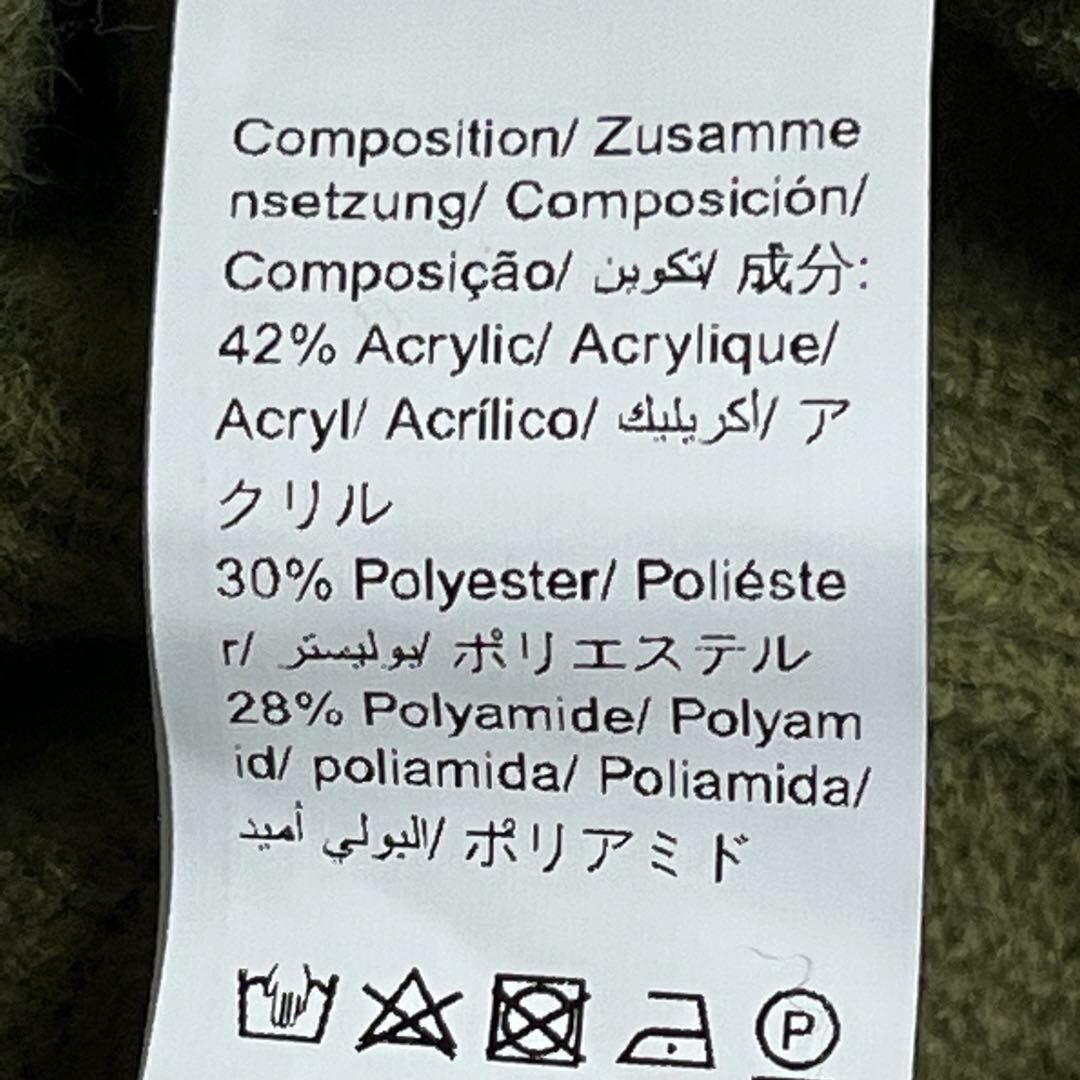 Composition/ Zusamme
nsetzung/ Composición/
Composição/ تكوين/ 成分:
42% Acrylic/ Acrylique/
Acryl/ Acrílico/ أكريليك/ ア
クリル
30% Polyester/ Poliéste
r/ بوليستر/ ポリエステル
28% Polyamide/ Polyam
id/ poliamida/ Poliamida/
البولي أميد/ ポリアミド
P